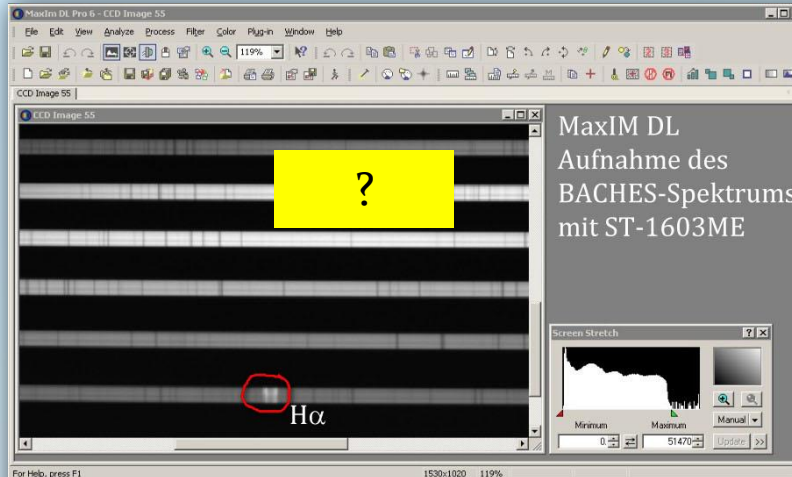 MaxIm DL Pro 6 - CCD Image 55
File Edit View Analyze Process Filter Color Plug-in Window Help
119%
CCD Image 55
CCD Image 55
?
Hα
MaxIM DL
Aufnahme des
BACHES-Spektrums
mit ST-1603ME
Screen Stretch
Minimum Maximum
Manual
0. 51470
Update >>
For Help, press F1
1530x1020 119%